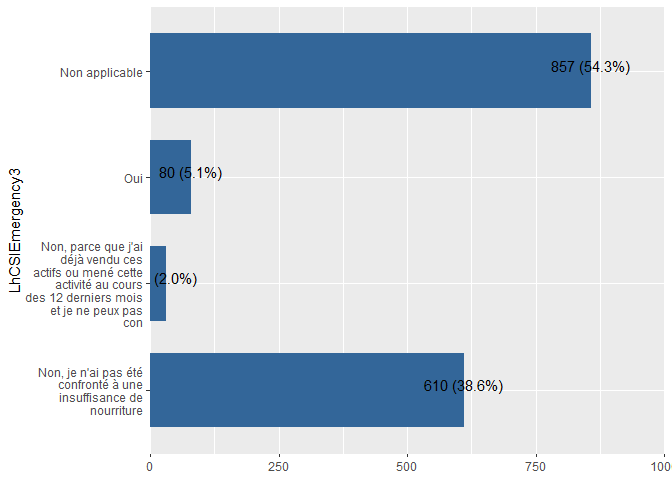 857 (54.3%)
Non applicable
80 (5.1%)
Oui
LhCSIEmergency3
Non, parce que j'ai
déjà vendu ces
actifs ou mené cette
activité au cours
des 12 derniers mois
et je ne peux pas
con
(2.0%)
610 (38.6%)
Non, je n'ai pas été
confronté à une
insuffisance de
nourriture
0
250
500
750